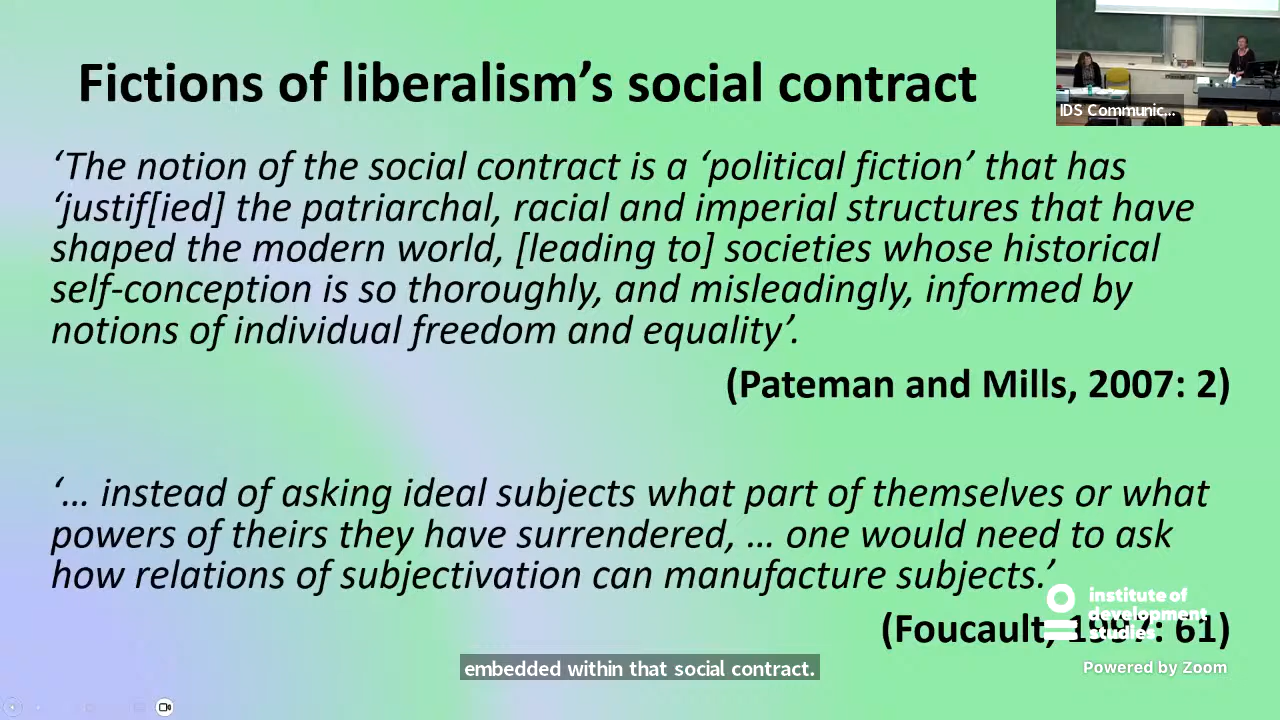 Fictions of liberalism’s social contract
IDS Communic...
‘The notion of the social contract is a ‘political fiction’ that has
‘justif[ied] the patriarchal, racial and imperial structures that have
shaped the modern world, [leading to] societies whose historical
self-conception is so thoroughly, and misleadingly, informed by
notions of individual freedom and equality’.
(Pateman and Mills, 2007: 2)
‘… instead of asking ideal subjects what part of themselves or what
powers of theirs they have surrendered, … one would need to ask
how relations of subjectivation can manufacture subjects.’
(Foucault, 1997: 61)
institute of
development
studies
embedded within that social contract.
Powered by Zoom